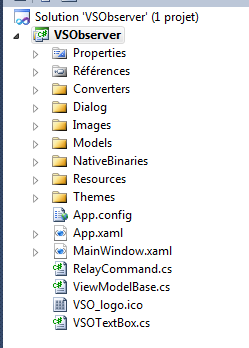 Solution 'VSObserver' (1 projet)
VSObserver
Properties
Références
Converters
Dialog
Images
Models
NativeBinaries
Resources
Themes
App.config
App.xaml
MainWindow.xaml
RelayCommand.cs
ViewModelBase.cs
VSO_logo.ico
VSOTextBox.cs